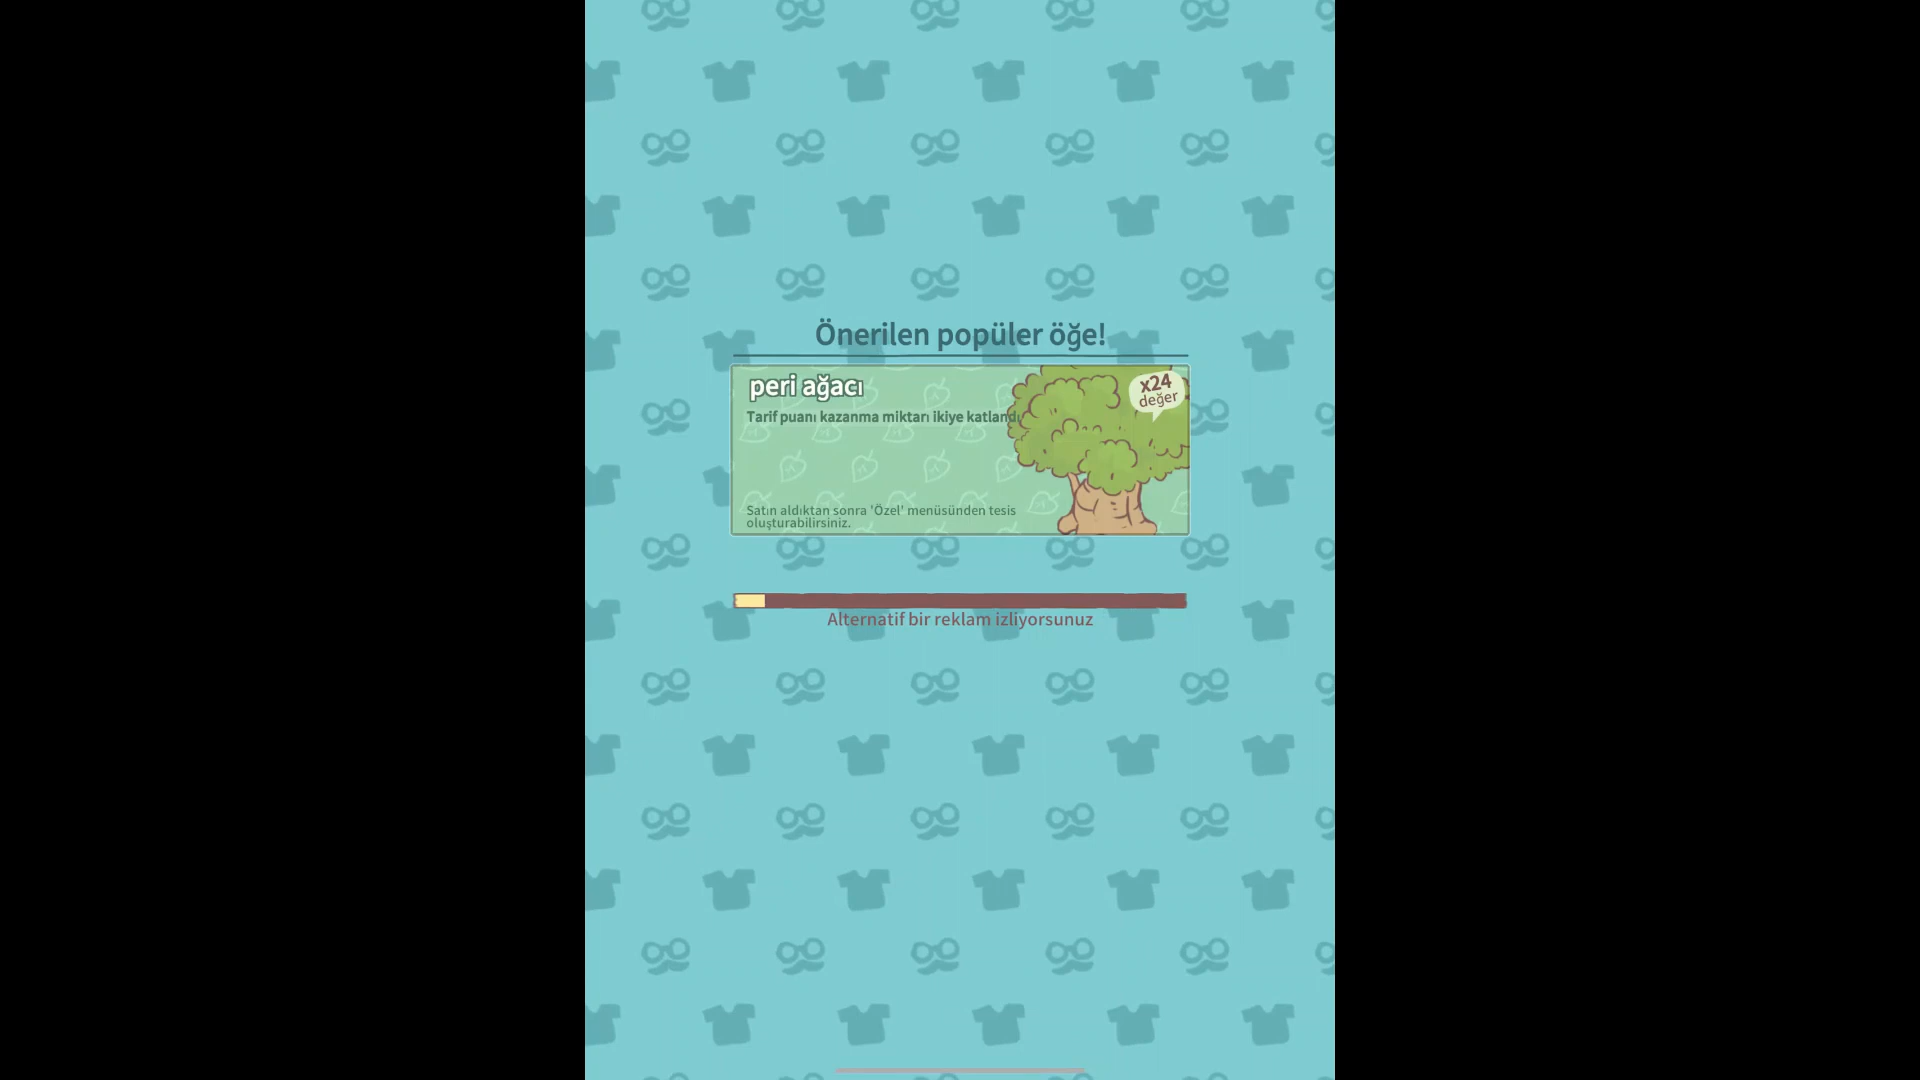 Önerilen popüler öğe!
peri ağacı
x24
değer
Tarif puanı kazanma miktarı ikiye katlandı
Satın aldıktan sonra 'Özel' menüsünden tesis
oluşturabilirsiniz.
Alternatif bir reklam izliyorsunuz